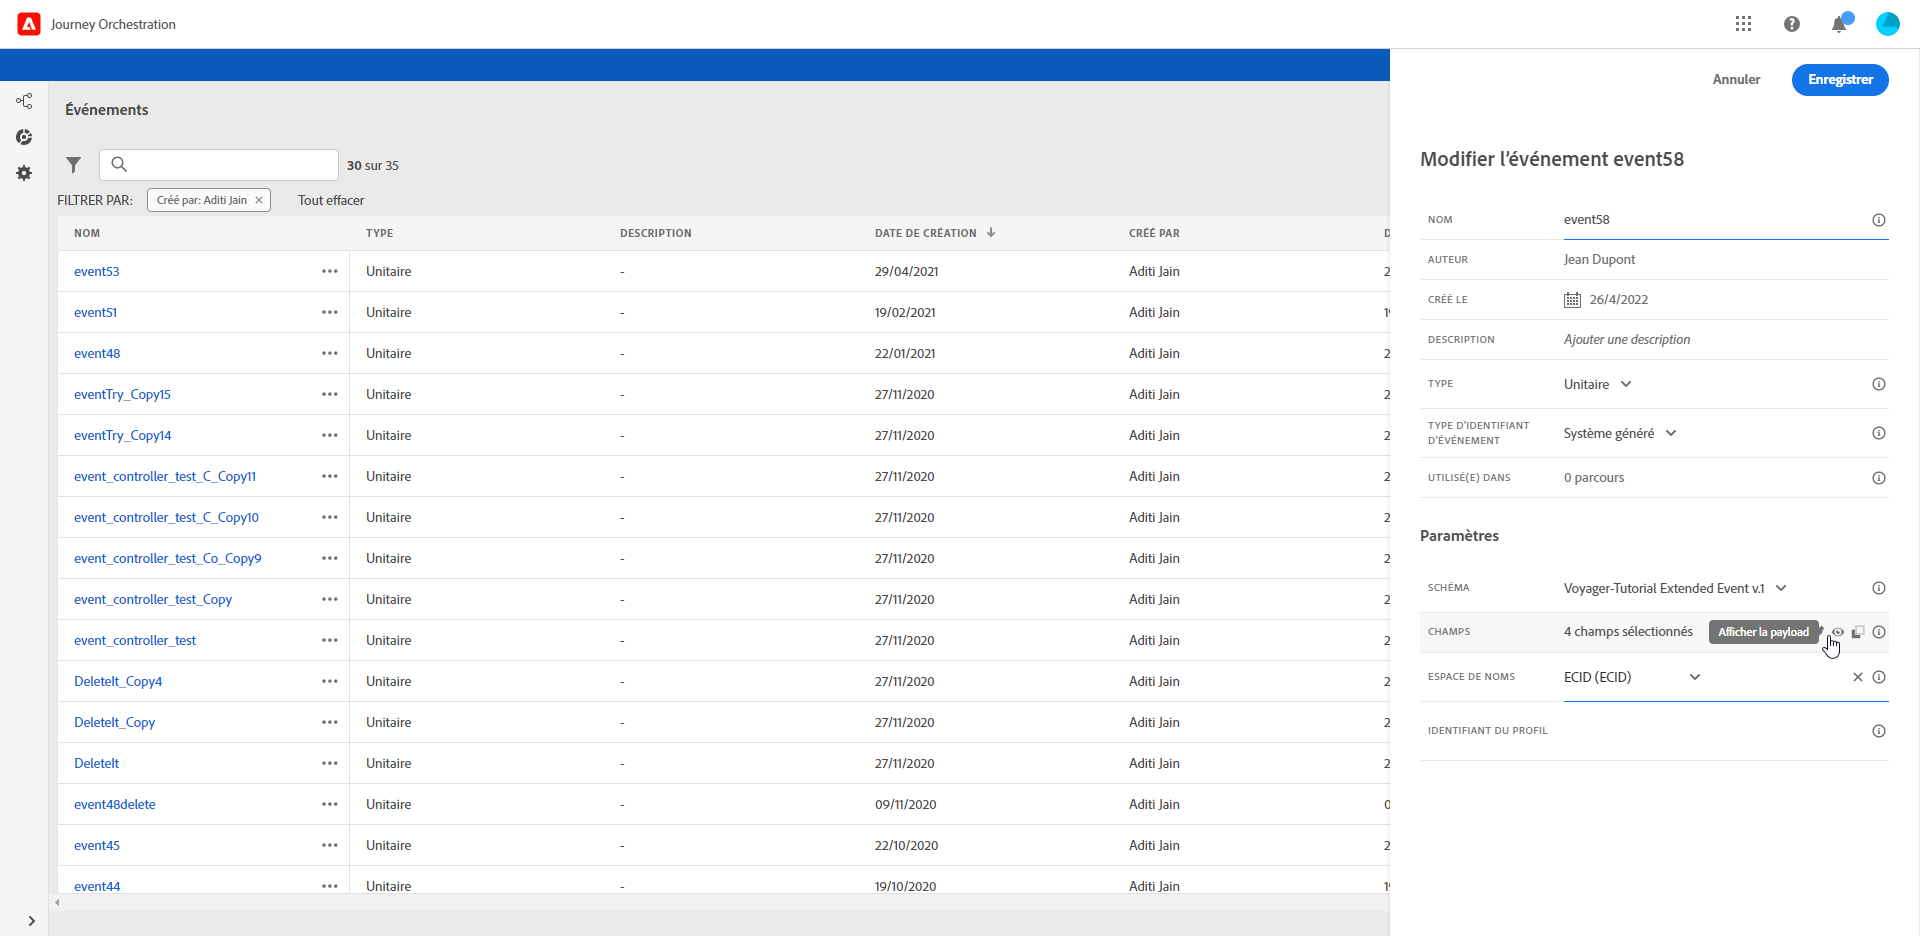 Journey Orchestration
Annuler
Enregistrer
Événements
30 sur 35
FILTRER PAR: Créé par: Aditi Jain Tout effacer
NOM TYPE DESCRIPTION DATE DE CRÉATION CRÉÉ PAR D
event53 Unitaire - 29/04/2021 Aditi Jain 2
event51 Unitaire - 19/02/2021 Aditi Jain
event48 Unitaire - 22/01/2021 Aditi Jain 2
eventTry_Copy15 Unitaire - 27/11/2020 Aditi Jain 2
eventTry_Copy14 Unitaire - 27/11/2020 Aditi Jain 2
event_controller_test_C_Copy11 Unitaire - 27/11/2020 Aditi Jain 2
event_controller_test_C_Copy10 Unitaire - 27/11/2020 Aditi Jain 2
event_controller_test_Co_Copy9 Unitaire - 27/11/2020 Aditi Jain 2
event_controller_test_Copy Unitaire - 27/11/2020 Aditi Jain 2
event_controller_test Unitaire - 27/11/2020 Aditi Jain 2
DeleteIt_Copy4 Unitaire - 27/11/2020 Aditi Jain 2
DeleteIt_Copy Unitaire - 27/11/2020 Aditi Jain 2
DeleteIt Unitaire - 27/11/2020 Aditi Jain 2
event48delete Unitaire - 09/11/2020 Aditi Jain 0
event45 Unitaire - 22/10/2020 Aditi Jain 2
event44 Unitaire - 19/10/2020 Aditi Jain
Modifier l'événement event58
NOM event58
AUTEUR Jean Dupont
CRÉÉ LE 26/4/2022
DESCRIPTION Ajouter une description
TYPE Unitaire
TYPE D'IDENTIFIANT
D'ÉVÉNEMENT Système généré
UTILISÉ(E) DANS 0 parcours
Paramètres
SCHÉMA Voyager-Tutorial Extended Event v.1
CHAMPS 4 champs sélectionnés Afficher la payload
ESPACE DE NOMS ECID (ECID)
IDENTIFIANT DU PROFIL